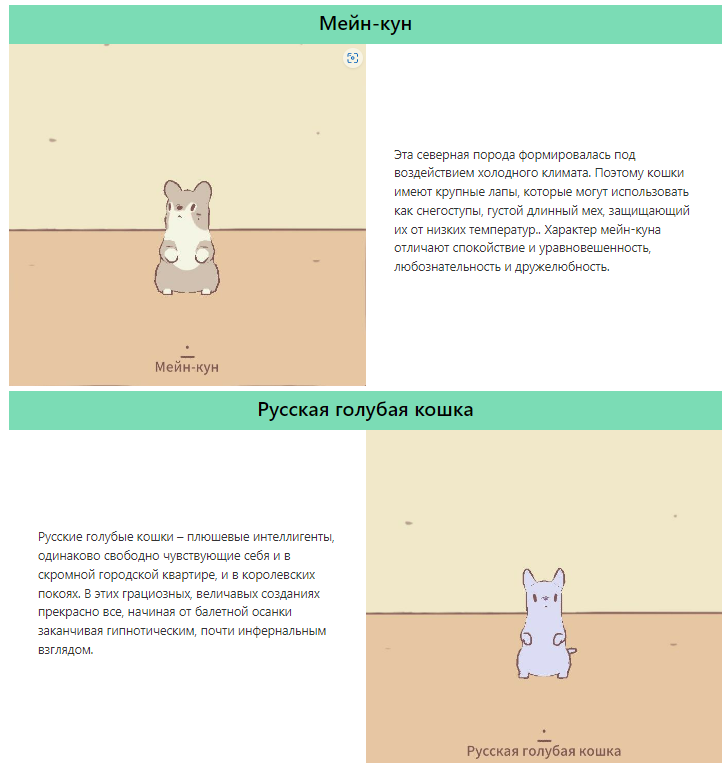 Мейн-кун
Эта северная порода формировалась под
воздействием холодного климата. Поэтому кошки
имеют крупные лапы, которые могут использовать
как снегоступы, густой длинный мех, защищающий
их от низких температур.. Характер мейн-куна
отличают спокойствие и уравновешенность,
любознательность и дружелюбность.
Мейн-кун
Русская голубая кошка
Русские голубые кошки – плюшевые интеллигенты,
одинаково свободно чувствующие себя и в
скромной городской квартире, и в королевских
покоях. В этих грациозных, величавых созданиях
прекрасно все, начиная от балетной осанки
заканчивая гипнотическим, почти инфернальным
взглядом.
Русская голубая кошка